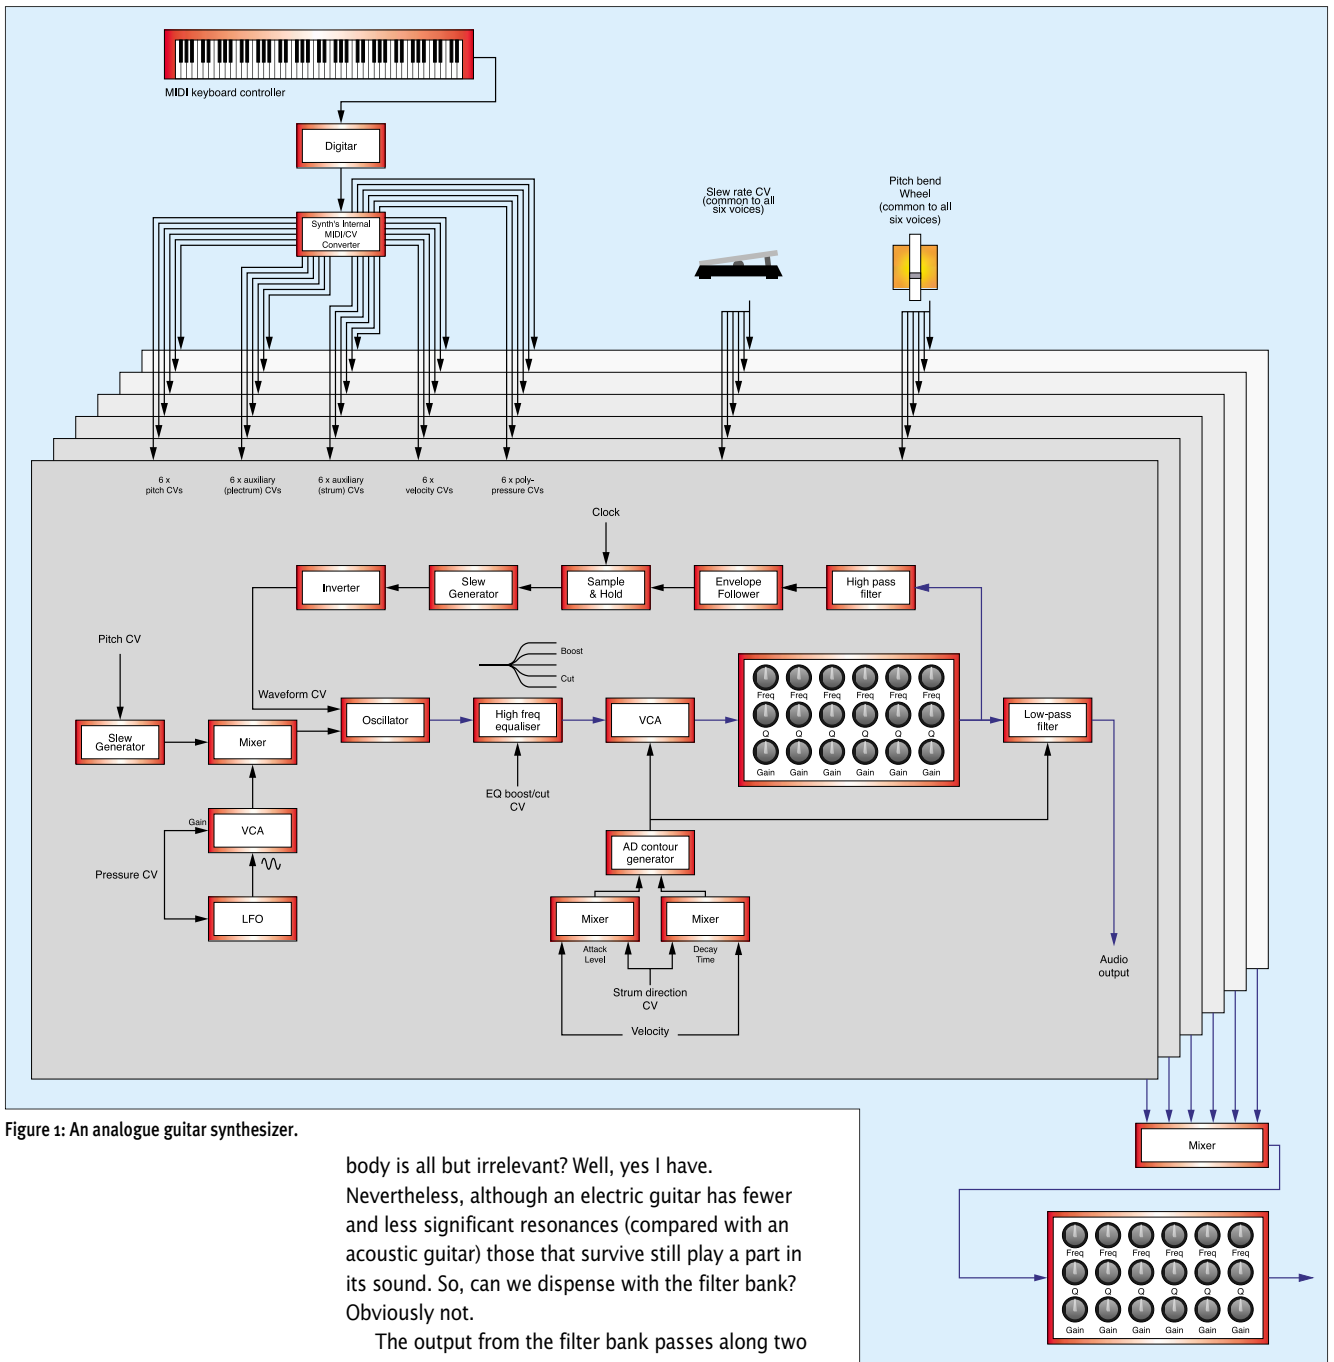 MIDI keyboard controller
Digitar
Synth's Internal
MIDI/CV
Converter
Slew rate CV
(common to all
six voices)
Pitch bend
Wheel
(common to all
six voices)
6 x
pitch CVs
6 x auxiliary
(plectrum) CVs
6 x auxiliary
(strum) CVs
6 x
velocity CVs
6 x poly-
pressure CVs
Clock
Inverter
Slew
Generator
Sample
& Hold
Envelope
Follower
High pass
filter
Pitch CV
Waveform CV
Boost
Cut
Slew
Generator
Mixer
Oscillator
High freq
equaliser
VCA
Freq Freq Freq Freq Freq Freq
Q Q Q Q Q Q
Gain Gain Gain Gain Gain Gain
Low-pass
filter
EQ boost/cut
CV
Gain
VCA
Pressure CV
LFO
AD contour
generator
Mixer
Mixer
Attack
Level
Decay
Time
Strum direction
CV
Velocity
Audio
output
Mixer
Freq Freq Freq Freq Freq Freq
Q Q Q Q Q Q
Gain Gain Gain Gain Gain Gain
Figure 1: An analogue guitar synthesizer.
body is all but irrelevant? Well, yes I have.
Nevertheless, although an electric guitar has fewer
and less significant resonances (compared with an
acoustic guitar) those that survive still play a part in
its sound. So, can we dispense with the filter bank?
Obviously not.
The output from the filter bank passes along two